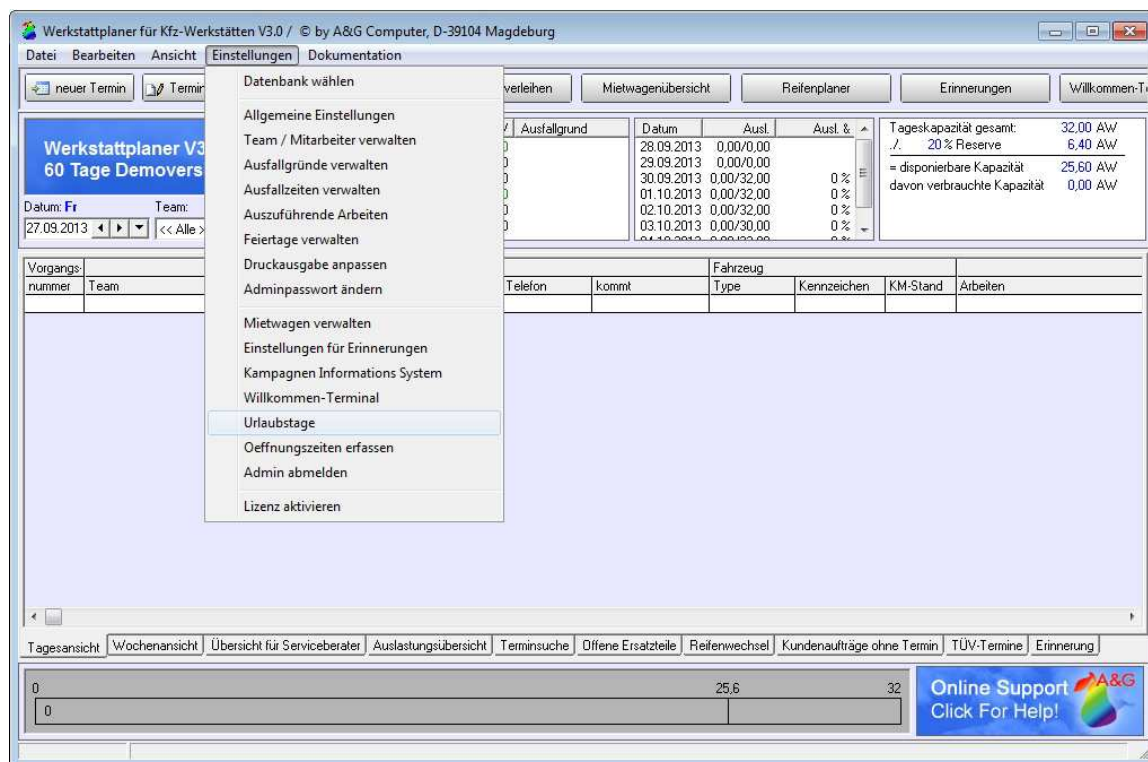 Werkstattplaner für Kfz-Werkstätten V3.0 / © by A&G Computer, D-39104 Magdeburg
Datei Bearbeiten Ansicht Einstellungen Dokumentation
neuer Termin Termin verleihen Mietwagenübersicht Reifenplaner Erinnerungen Willkommen-T
Datenbank wählen
Allgemeine Einstellungen
Team / Mitarbeiter verwalten
Ausfallgründe verwalten
Ausfallzeiten verwalten
Auszuführende Arbeiten
Feiertage verwalten
Druckausgabe anpassen
Adminpasswort ändern
Mietwagen verwalten
Einstellungen für Erinnerungen
Kampagnen Informations System
Willkommen-Terminal
Urlaubstage
Oeffnungszeiten erfassen
Admin abmelden
Lizenz aktivieren
Werkstattplaner V3
60 Tage Demovers
Datum: Fr Team:
27.09.2013 << Alle >
Ausfallgrund
Datum Ausl. Ausl. &
28.09.2013 0,00/0,00
29.09.2013 0,00/0,00
30.09.2013 0,00/32,00 0 %
01.10.2013 0,00/32,00 0 %
02.10.2013 0,00/32,00 0 %
03.10.2013 0,00/30,00 0 %
Tageskapazität gesamt: 32,00 AW
./. 20 % Reserve 6,40 AW
= disponierbare Kapazität 25,60 AW
davon verbrauchte Kapazität 0,00 AW
Vorgangs- Fahrzeug
nummer Team Telefon kommt Type Kennzeichen KM-Stand Arbeiten
Tagesansicht Wochenansicht Übersicht für Serviceberater Auslastungsübersicht Terminsuche Offene Ersatzteile Reifenwechsel Kundenaufträge ohne Termin TÜV-Termine Erinnerung
0 25,6 32
0
Online Support A&G
Click For Help!